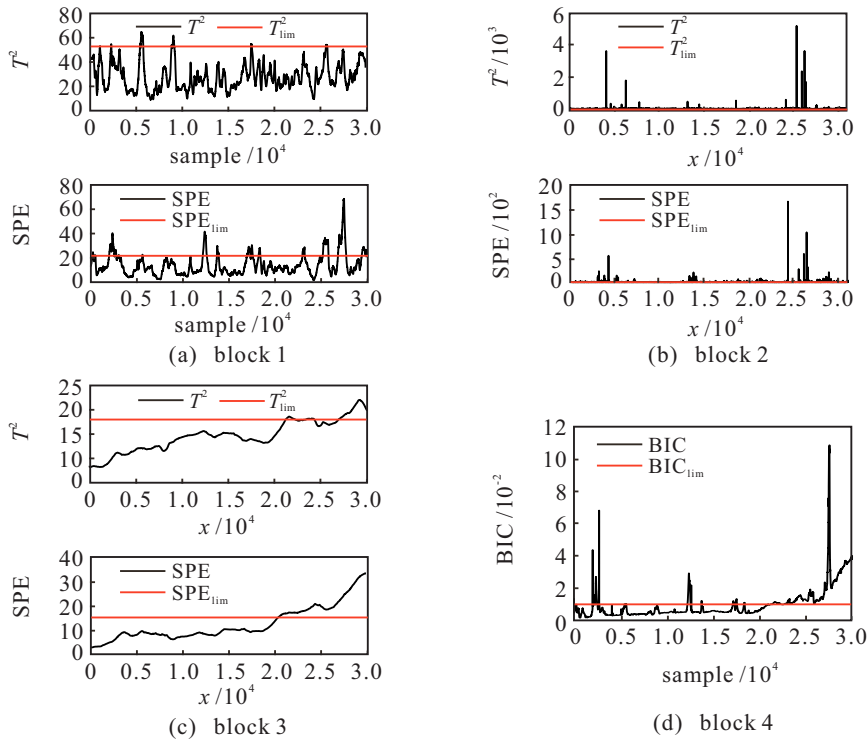 T² T²lim
80
60
40
20
0
T²
0 0.5 1.0 1.5 2.0 2.5 3.0
sample /10⁴
SPE
SPElim
80
60
40
20
0
SPE
0 0.5 1.0 1.5 2.0 2.5 3.0
sample /10⁴
(a) block 1
T²
T²lim
6
4
2
0
T² / 10³
0 0.5 1.0 1.5 2.0 2.5 3.0
x /10⁴
SPE
SPElim
20
15
10
5
0
SPE / 10²
0 0.5 1.0 1.5 2.0 2.5 3.0
x /10⁴
(b) block 2
T² T²lim
25
20
15
10
0
T²
0 0.5 1.0 1.5 2.0 2.5 3.0
x /10⁴
SPE
SPElim
40
30
20
10
0
SPE
0 0.5 1.0 1.5 2.0 2.5 3.0
x /10⁴
(c) block 3
BIC
BIClim
12
10
8
6
4
2
0
BIC /10⁻²
0 0.5 1.0 1.5 2.0 2.5 3.0
sample /10⁴
(d) block 4